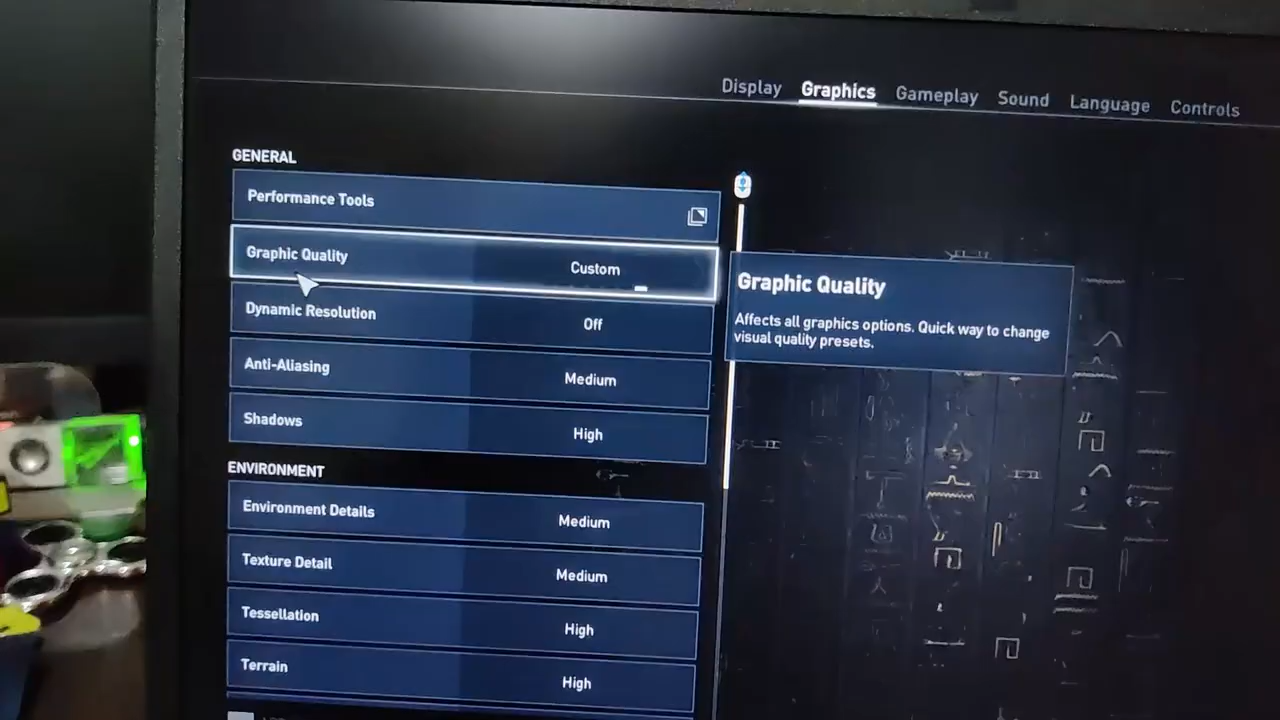 Display Graphics Gameplay Sound Language Controls
GENERAL
Performance Tools
Graphic Quality Custom
Dynamic Resolution Off
Anti-Aliasing Medium
Shadows High
ENVIRONMENT
Environment Details Medium
Texture Detail Medium
Tessellation High
Terrain High
Graphic Quality
Affects all graphics options. Quick way to change
visual quality presets.